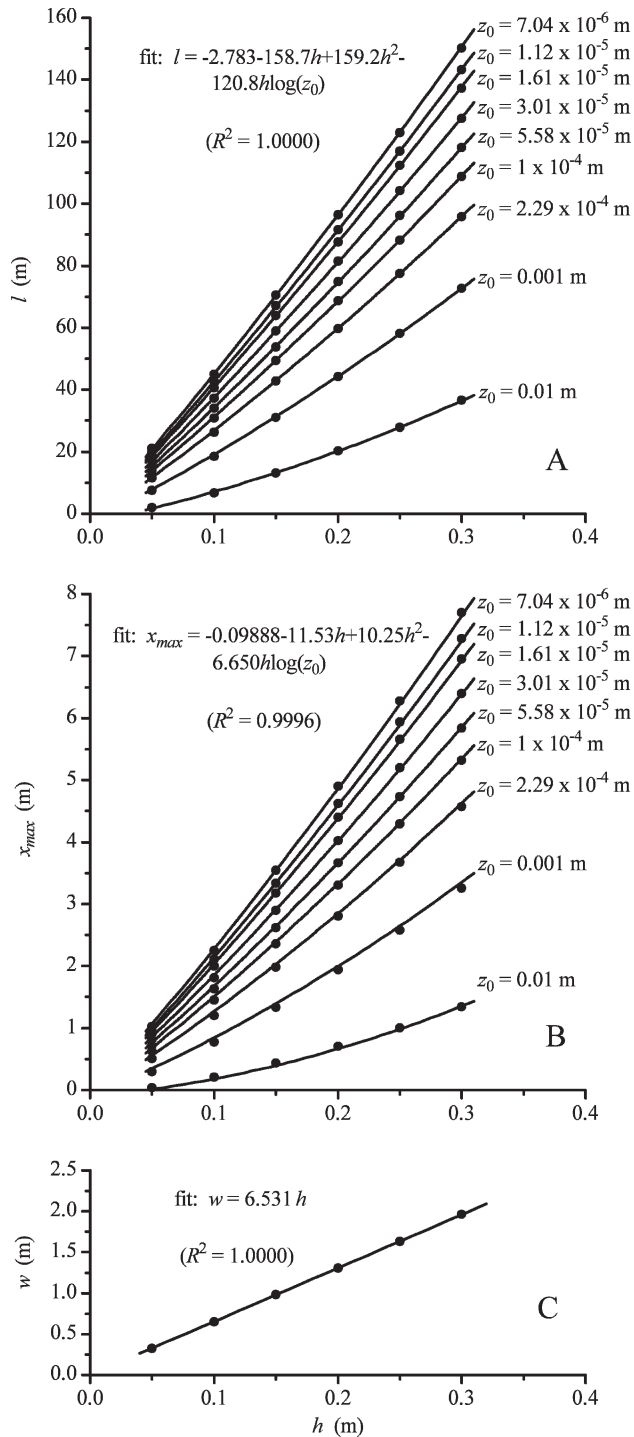 160
140
120
100
80
60
40
20
0
l (m)
fit: l = -2.783-158.7h+159.2h²-
120.8hlog(z₀)
(R² = 1.0000)
z₀ = 7.04 x 10⁻⁶ m
z₀ = 1.12 x 10⁻⁵ m
z₀ = 1.61 x 10⁻⁵ m
z₀ = 3.01 x 10⁻⁵ m
z₀ = 5.58 x 10⁻⁵ m
z₀ = 1 x 10⁻⁴ m
z₀ = 2.29 x 10⁻⁴ m
z₀ = 0.001 m
z₀ = 0.01 m
A
0.0 0.1 0.2 0.3 0.4
8
7
6
5
4
3
2
1
0
xₘₐₓ (m)
fit: xₘₐₓ = -0.09888-11.53h+10.25h²-
6.650hlog(z₀)
(R² = 0.9996)
z₀ = 7.04 x 10⁻⁶ m
z₀ = 1.12 x 10⁻⁵ m
z₀ = 1.61 x 10⁻⁵ m
z₀ = 3.01 x 10⁻⁵ m
z₀ = 5.58 x 10⁻⁵ m
z₀ = 1 x 10⁻⁴ m
z₀ = 2.29 x 10⁻⁴ m
z₀ = 0.001 m
z₀ = 0.01 m
B
0.0 0.1 0.2 0.3 0.4
2.5
2.0
1.5
1.0
0.5
0.0
w (m)
fit: w = 6.531 h
(R² = 1.0000)
C
0.0 0.1 0.2 0.3 0.4
h (m)